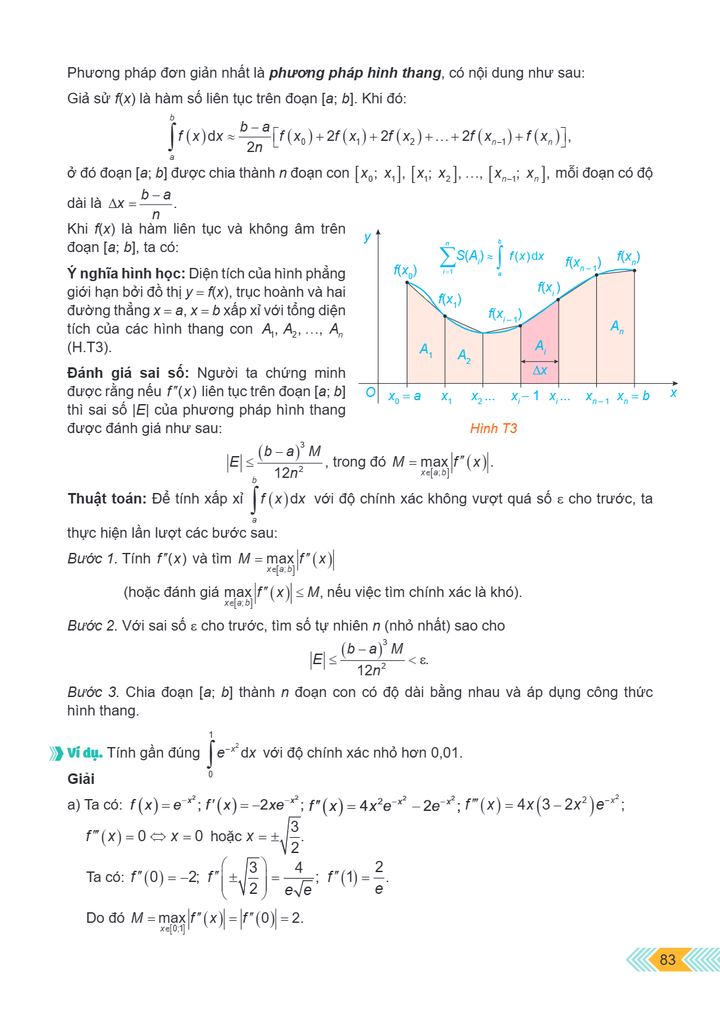 Phương pháp đơn giản nhất là phương pháp hình thang, có nội dung như sau:
Giả sử f(x) là hàm số liên tục trên đoạn [a; b]. Khi đó:
∫_a^b f(x)dx ≈ (b – a)/(2n) [f(x₀) + 2f(x₁) + 2f(x₂) + … + 2f(xₙ₋₁) + f(xₙ)],
ở đó đoạn [a; b] được chia thành n đoạn con [x₀; x₁], [x₁; x₂], …, [xₙ₋₁; xₙ], mỗi đoạn có độ
dài là Δx = (b – a)/n.
Khi f(x) là hàm liên tục và không âm trên
đoạn [a; b], ta có:
Ý nghĩa hình học: Diện tích của hình phẳng
giới hạn bởi đồ thị y = f(x), trục hoành và hai
đường thẳng x = a, x = b xấp xỉ với tổng diện
tích của các hình thang con A₁, A₂, …, Aₙ
(H.T3).
Đánh giá sai số: Người ta chứng minh
được rằng nếu f″(x) liên tục trên đoạn [a; b]
thì sai số |E| của phương pháp hình thang
được đánh giá như sau:
y
∑_{i=1}^n S(Aᵢ) ≈ ∫_a^b f(x)dx
f(x₀) f(x₁) f(xᵢ₋₁) f(xᵢ) f(xₙ₋₁) f(xₙ)
A₁ A₂ Aᵢ Aₙ
Δx
O x₀ = a x₁ x₂... xᵢ – 1 xᵢ... xₙ₋₁ xₙ = b x
Hình T3
|E| ≤ (b – a)³M/(12n²), trong đó M = max_{x∈[a;b]} |f″(x)|.
Thuật toán: Để tính xấp xỉ ∫_a^b f(x)dx với độ chính xác không vượt quá số ε cho trước, ta
thực hiện lần lượt các bước sau:
Bước 1. Tính f″(x) và tìm M = max_{x∈[a;b]} |f″(x)|
(hoặc đánh giá max_{x∈[a;b]} |f″(x)| ≤ M, nếu việc tìm chính xác là khó).
Bước 2. Với sai số ε cho trước, tìm số tự nhiên n (nhỏ nhất) sao cho
|E| ≤ (b – a)³M/(12n²) < ε.
Bước 3. Chia đoạn [a; b] thành n đoạn con có độ dài bằng nhau và áp dụng công thức
hình thang.
Ví dụ. Tính gần đúng ∫_0^1 e^(–x²)dx với độ chính xác nhỏ hơn 0,01.
Giải
a) Ta có: f(x) = e^(–x²); f′(x) = –2xe^(–x²); f″(x) = 4x²e^(–x²) – 2e^(–x²); f‴(x) = 4x(3 – 2x²)e^(–x²);
f‴(x) = 0 ⇔ x = 0 hoặc x = ±√(3/2).
Ta có: f″(0) = –2; f″(±√(3/2)) = 4/(e√e); f″(1) = 2/e.
Do đó M = max_{x∈[0;1]} |f″(x)| = |f″(0)| = 2.
83